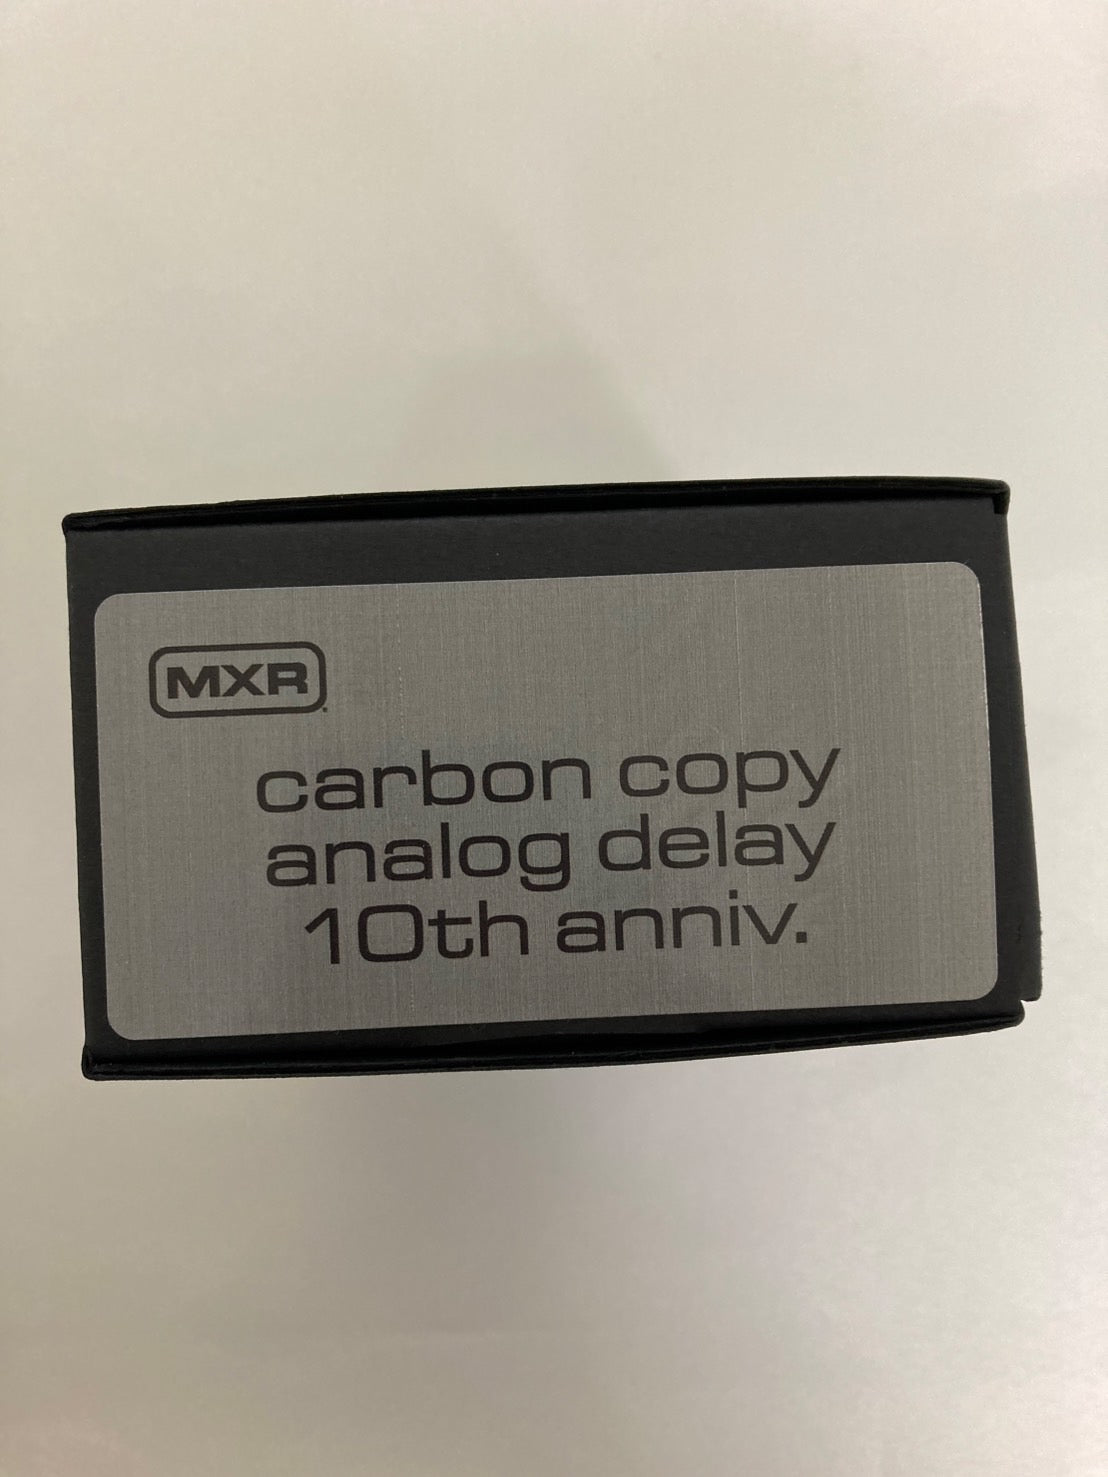 MXR
carbon copy
analog delay
10th anniv.